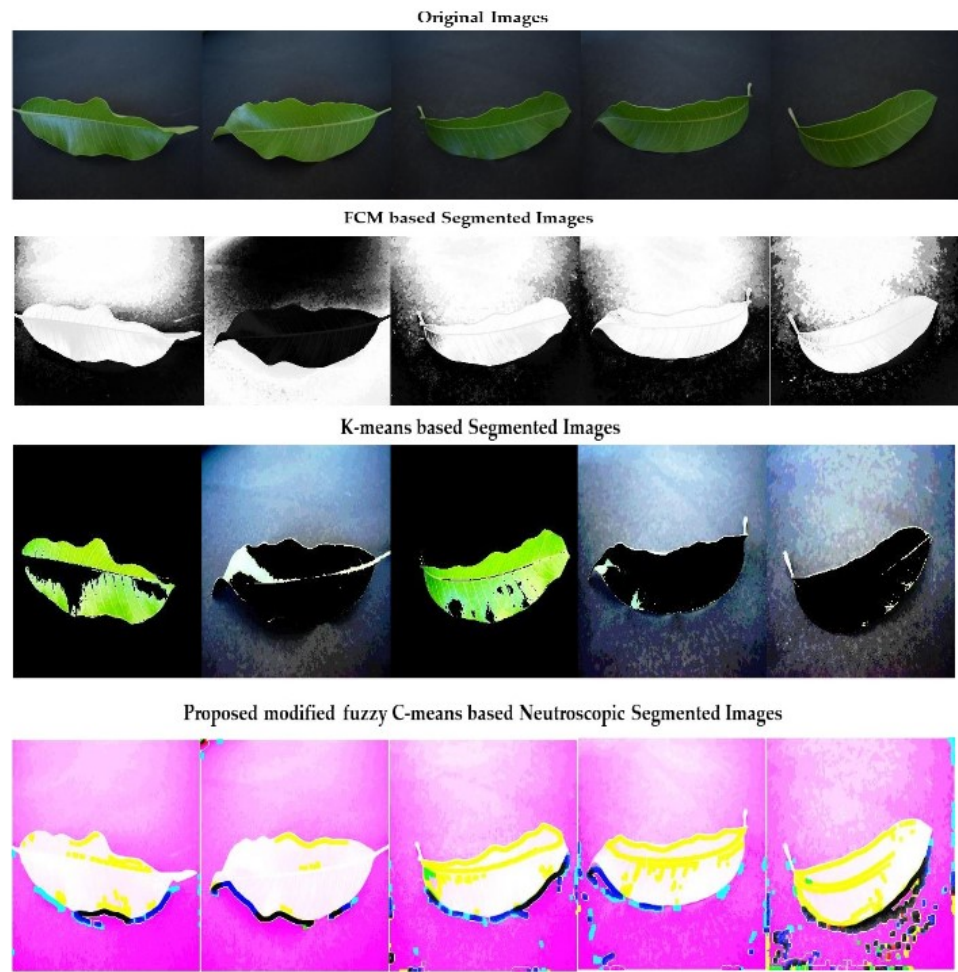 Original Images
FCM based Segmented Images
K-means based Segmented Images
Proposed modified fuzzy C-means based Neutroscopic Segmented Images